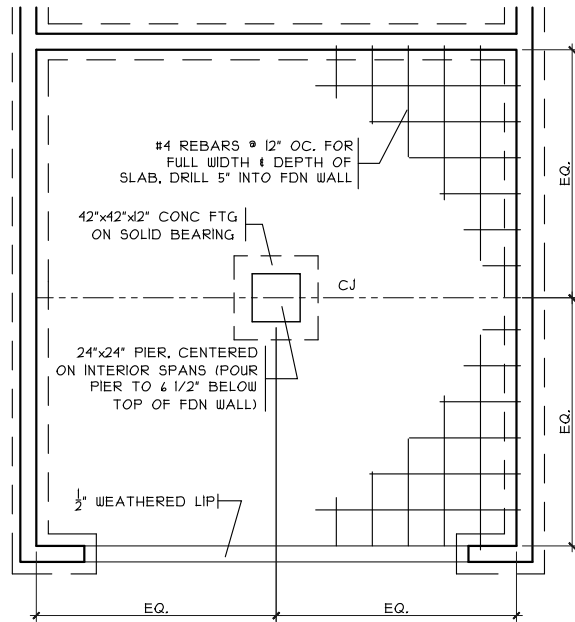 #4 REBARS @ 12" OC. FOR
FULL WIDTH & DEPTH OF
SLAB, DRILL 5" INTO FDN WALL
EQ.
42"x42"x12" CONC FTG
ON SOLID BEARING
CJ
24"x24" PIER, CENTERED
ON INTERIOR SPANS (POUR
PIER TO 6 1/2" BELOW
TOP OF FDN WALL)
EQ.
1/2" WEATHERED LIP
EQ.
EQ.